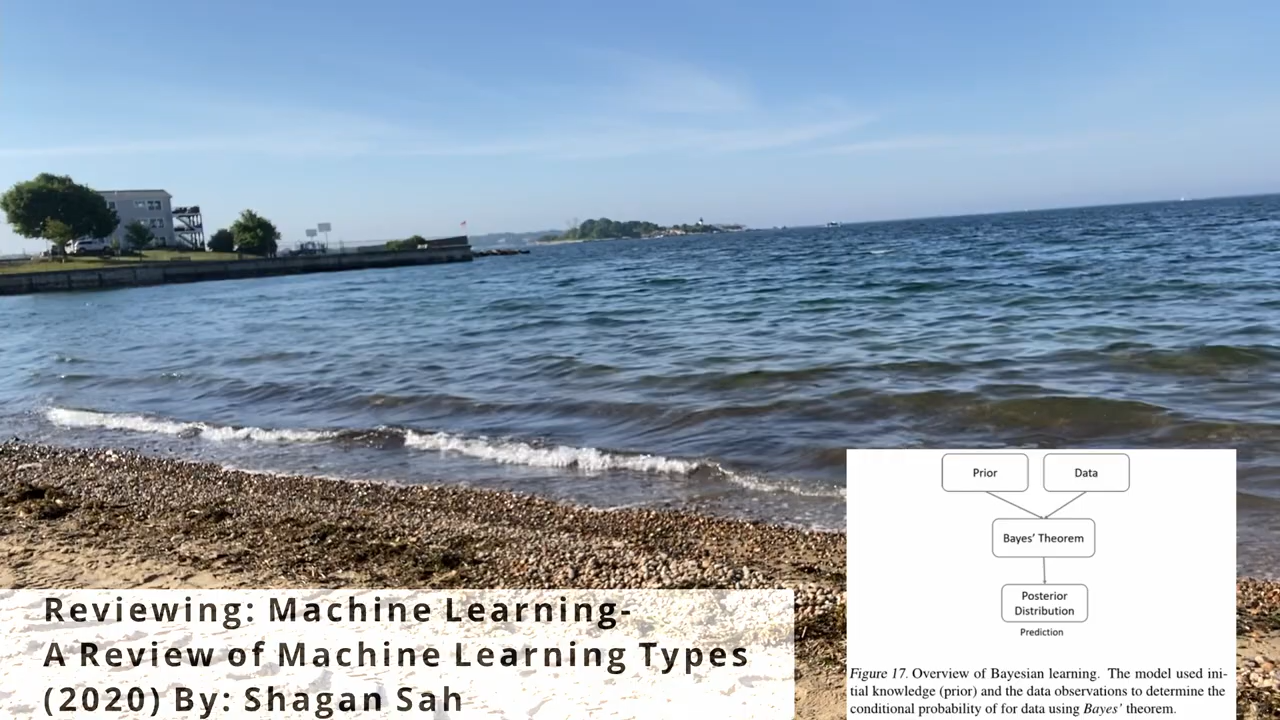 Reviewing: Machine Learning-
A Review of Machine Learning Types
(2020) By: Shagan Sah
Prior
Data
Bayes' Theorem
Posterior
Distribution
Prediction
Figure 17. Overview of Bayesian learning. The model used ini-
tial knowledge (prior) and the data observations to determine the
conditional probability of for data using Bayes' theorem.